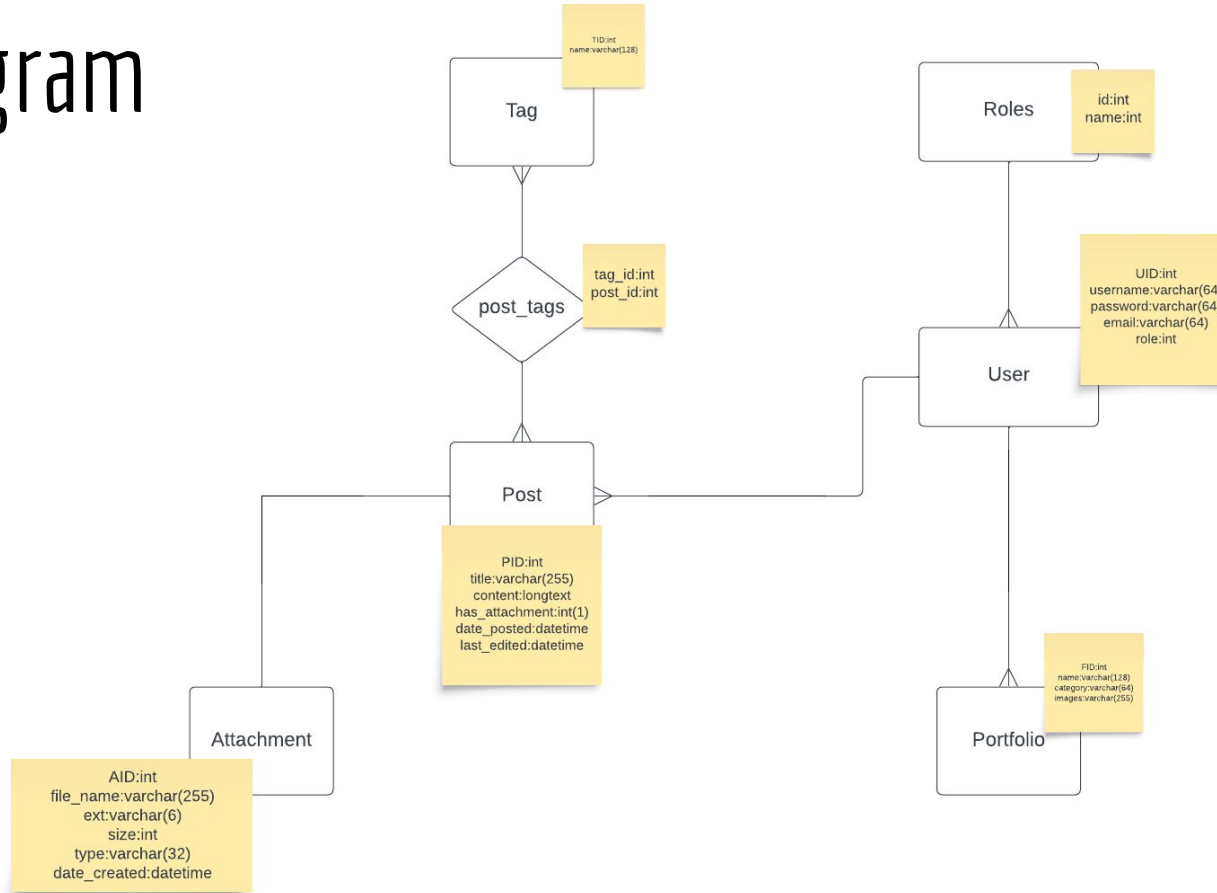 gram
TID:int
name:varchar(128)
Tag
Roles
id:int
name:int
post_tags
tag_id:int
post_id:int
UID:int
username:varchar(64
password:varchar(64
email:varchar(64)
role:int
User
Post
PID:int
title:varchar(255)
content:longtext
has_attachment:int(1)
date_posted:datetime
last_edited:datetime
Attachment
AID:int
file_name:varchar(255)
ext:varchar(6)
size:int
type:varchar(32)
date_created:datetime
FID:int
name:varchar(128)
category:varchar(64)
images:varchar(255)
Portfolio